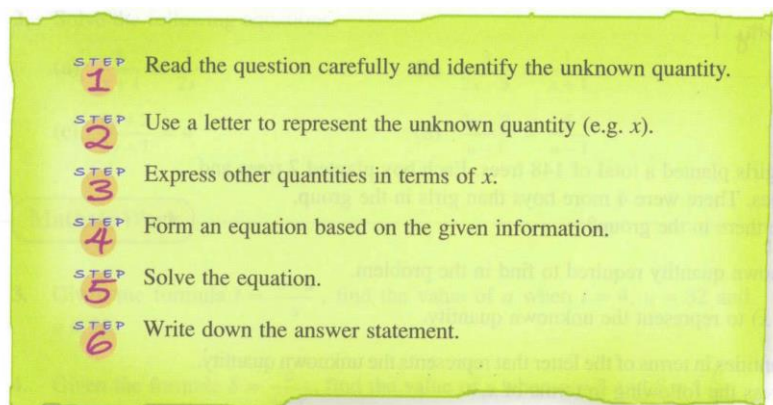 STEP 1 Read the question carefully and identify the unknown quantity.
STEP 2 Use a letter to represent the unknown quantity (e.g. x).
STEP 3 Express other quantities in terms of x.
STEP 4 Form an equation based on the given information.
STEP 5 Solve the equation.
STEP 6 Write down the answer statement.